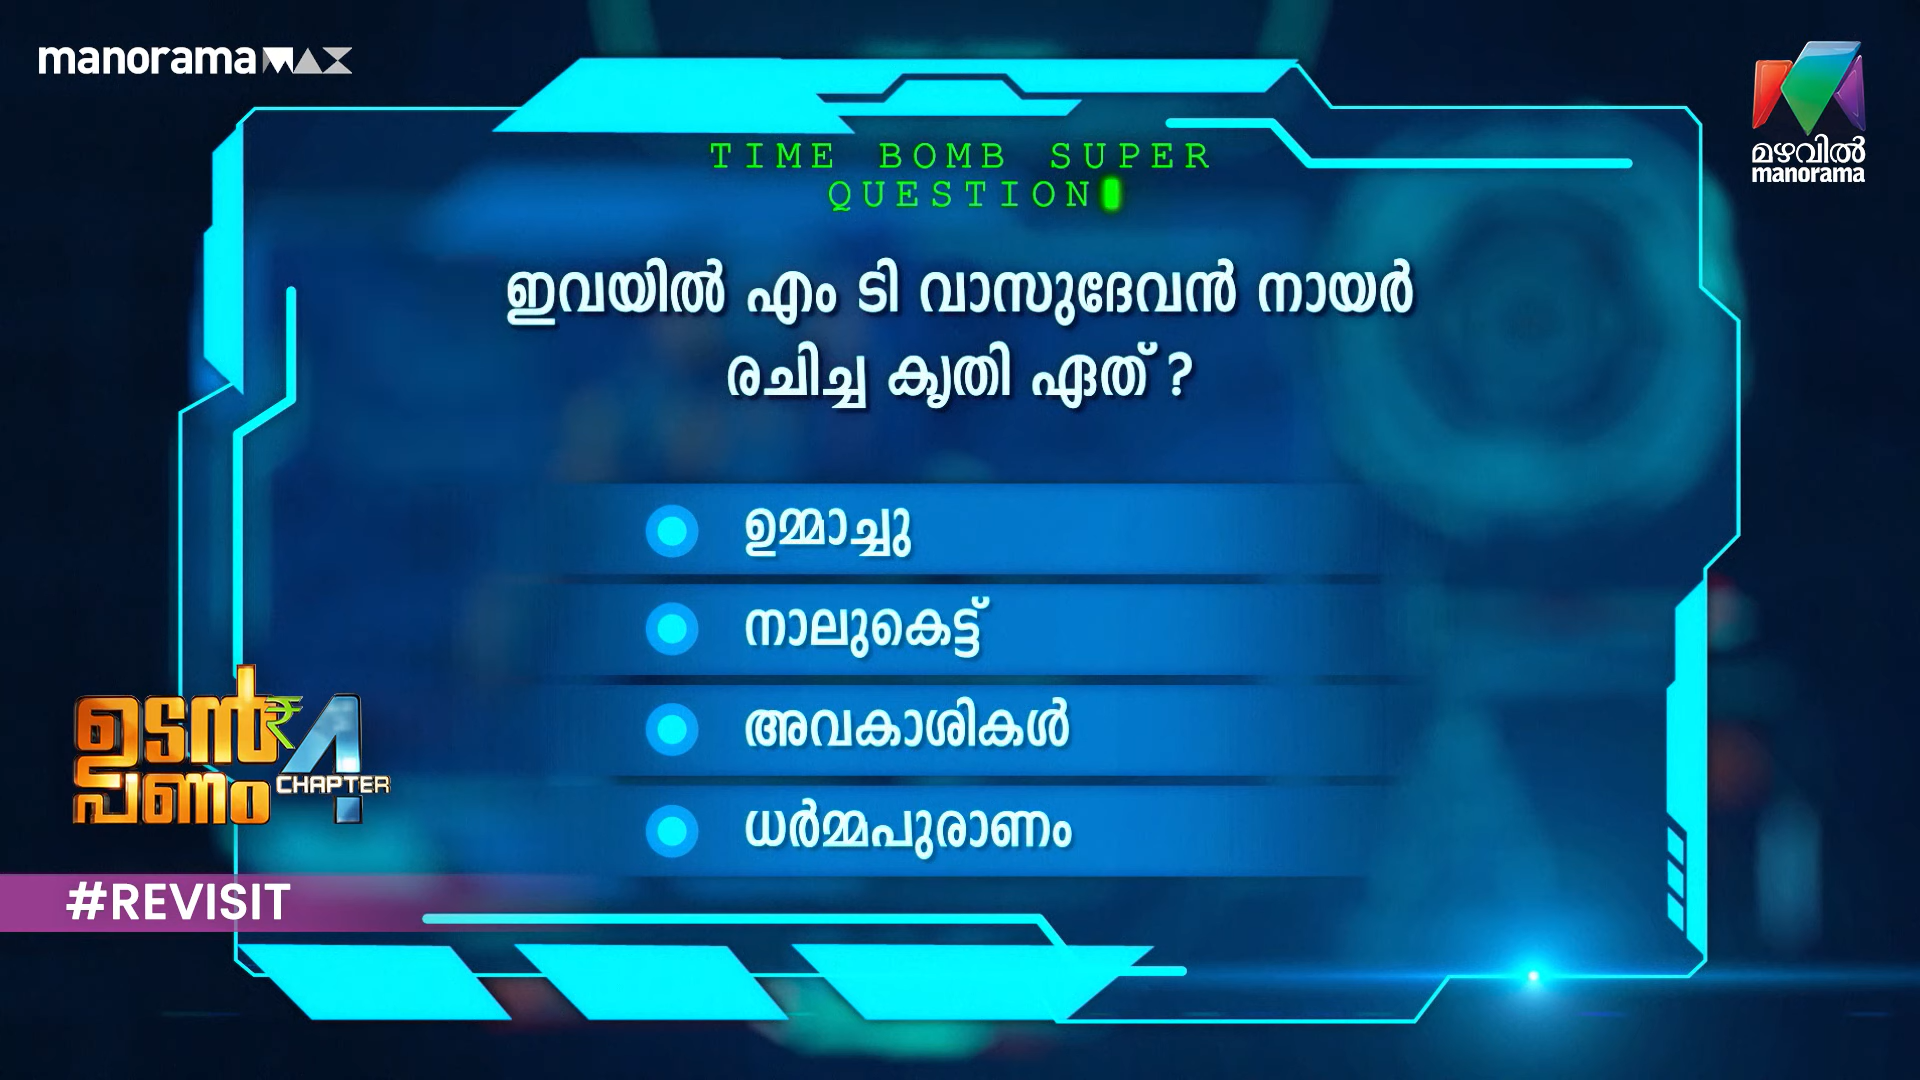 manoramaMAX
മഴവിൽ
manorama
TIME BOMB SUPER
QUESTION
ഇവയിൽ എം ടി വാസുദേവൻ നായർ
രചിച്ച കൃതി ഏത് ?
ഉമ്മാച്ചു
നാലുകെട്ട്
അവകാശികൾ
ധർമ്മപുരാണം
ഉടൻ ₹ 4
പണം CHAPTER
#REVISIT